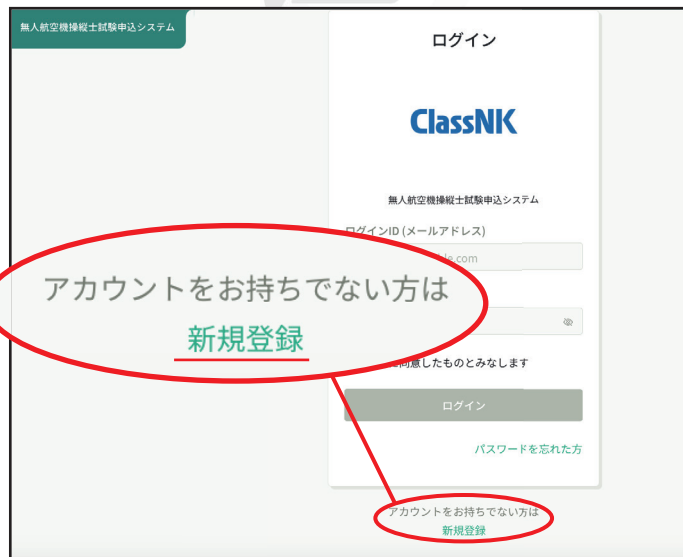 無人航空機操縦士試験申込システム
ログイン
ClassNK
無人航空機操縦士試験申込システム
ログインID (メールアドレス)
le.com
アカウントをお持ちでない方は
新規登録
同意したものとみなします
ログイン
パスワードを忘れた方
アカウントをお持ちでない方は
新規登録